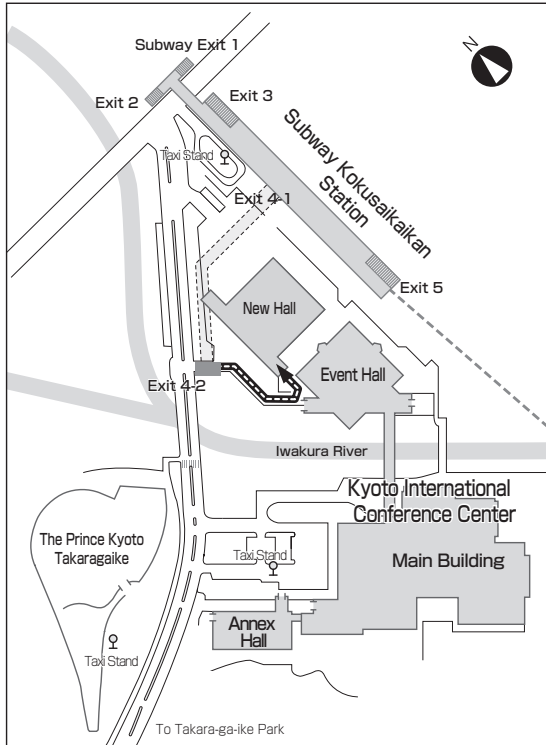 N
Subway Exit 1
Exit 2
Exit 3
Subway Kokusaikaikan
Station
Taxi Stand
Exit 4-1
Exit 5
New Hall
Event Hall
Exit 4-2
Iwakura River
Kyoto International
Conference Center
The Prince Kyoto
Takaragaike
Taxi Stand
Main Building
Annex
Hall
Taxi Stand
To Takara-ga-ike Park